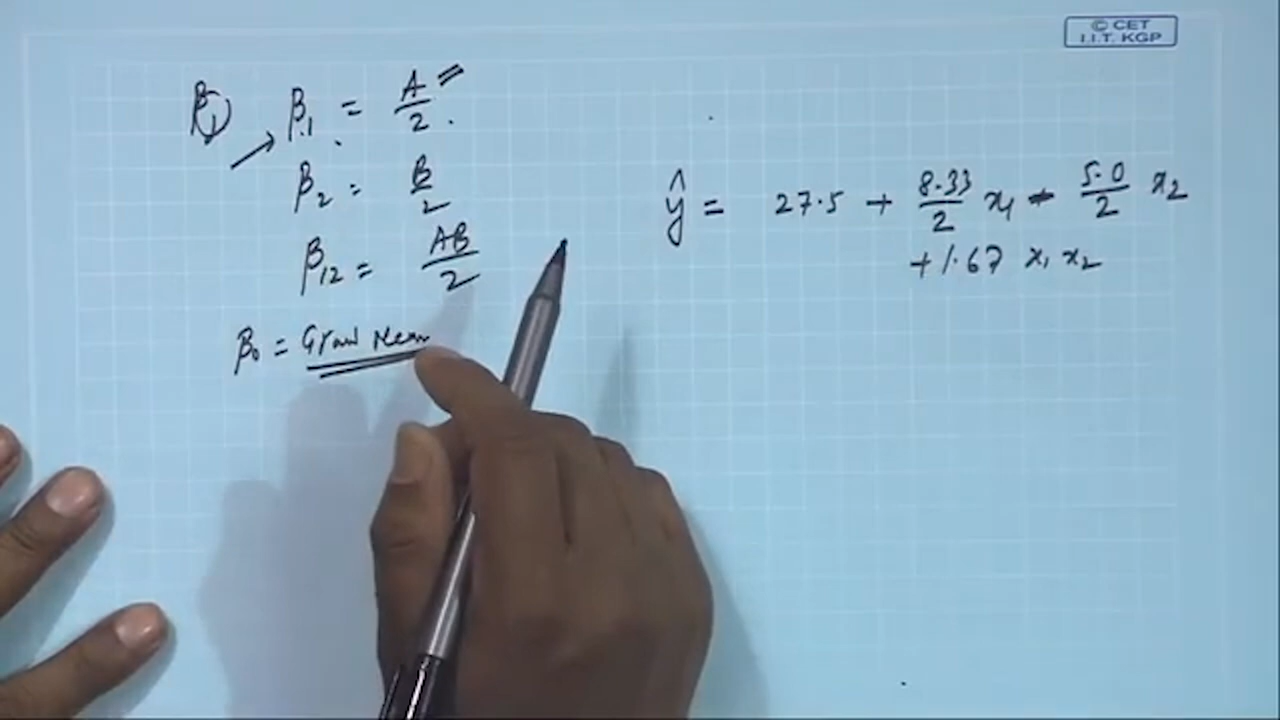 © CET
I.I.T. KGP
β₁ β₁ = A/2
β₂ = B/2
β₁₂ = AB/2
β₀ = Grand Mean
ŷ = 27.5 + 8.33/2 x₁ - 5.0/2 x₂
+ 1.67 x₁ x₂